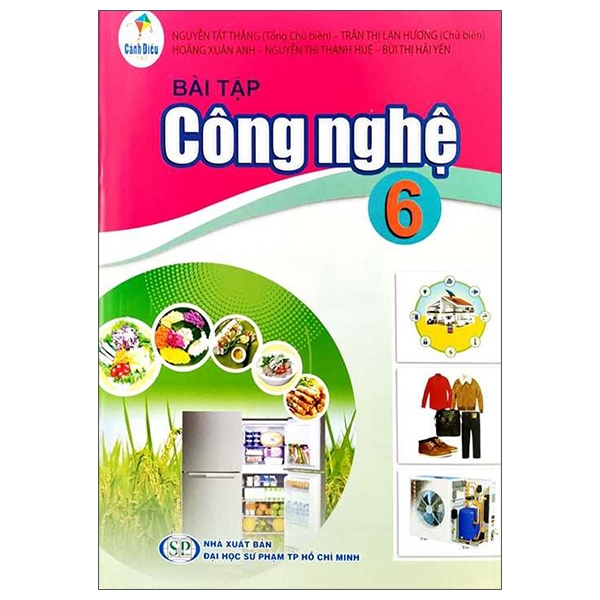 Cánh Diều
NGUYỄN TẤT THẮNG (Tổng Chủ biên) – TRẦN THỊ LAN HƯƠNG (Chủ biên)
HOÀNG XUÂN ANH – NGUYỄN THỊ THANH HUỆ – BÙI THỊ HẢI YẾN
BÀI TẬP
Công nghệ
6
SP
NHÀ XUẤT BẢN
ĐẠI HỌC SƯ PHẠM TP HỒ CHÍ MINH